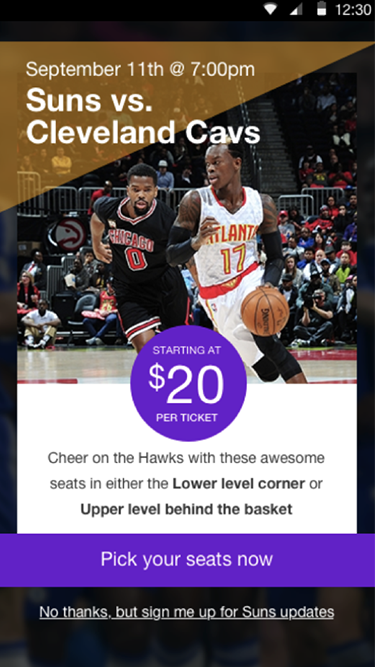 12:30
September 11th @ 7:00pm
Suns vs.
Cleveland Cavs
CHICAGO
0
ATLANTA
17
STARTING AT
$20
PER TICKET
Cheer on the Hawks with these awesome
seats in either the Lower level corner or
Upper level behind the basket
Pick your seats now
No thanks, but sign me up for Suns updates